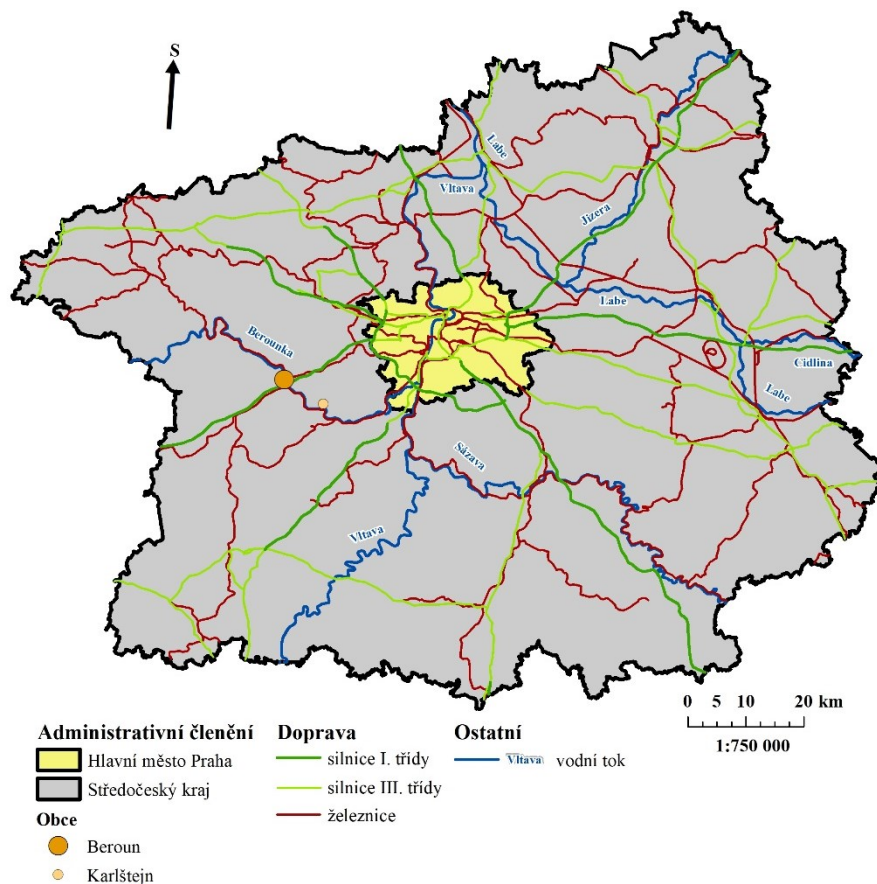 S
Labe
Vltava
Jizera
Labe
Berounka
Cidlina
Labe
Sázava
Vltava
0 5 10 20 km
1:750 000
Administrativní členění
Hlavní město Praha
Středočeský kraj
Obce
Beroun
Karlštejn
Doprava
silnice I. třídy
silnice III. třídy
železnice
Ostatní
Vltava vodní tok